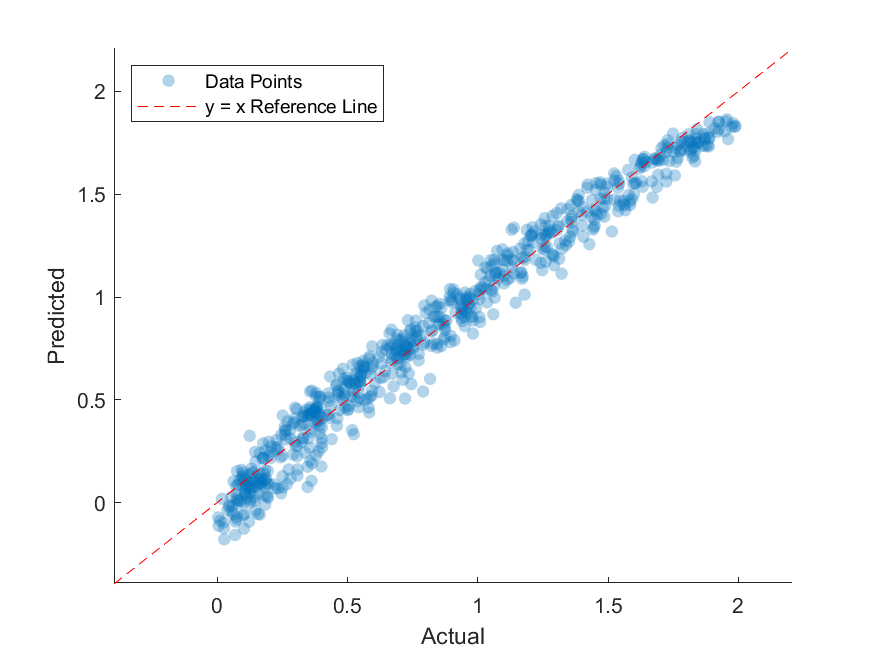 Data Points
y = x Reference Line
2
1.5
1
0.5
0
Predicted
0
0.5
1
1.5
2
Actual